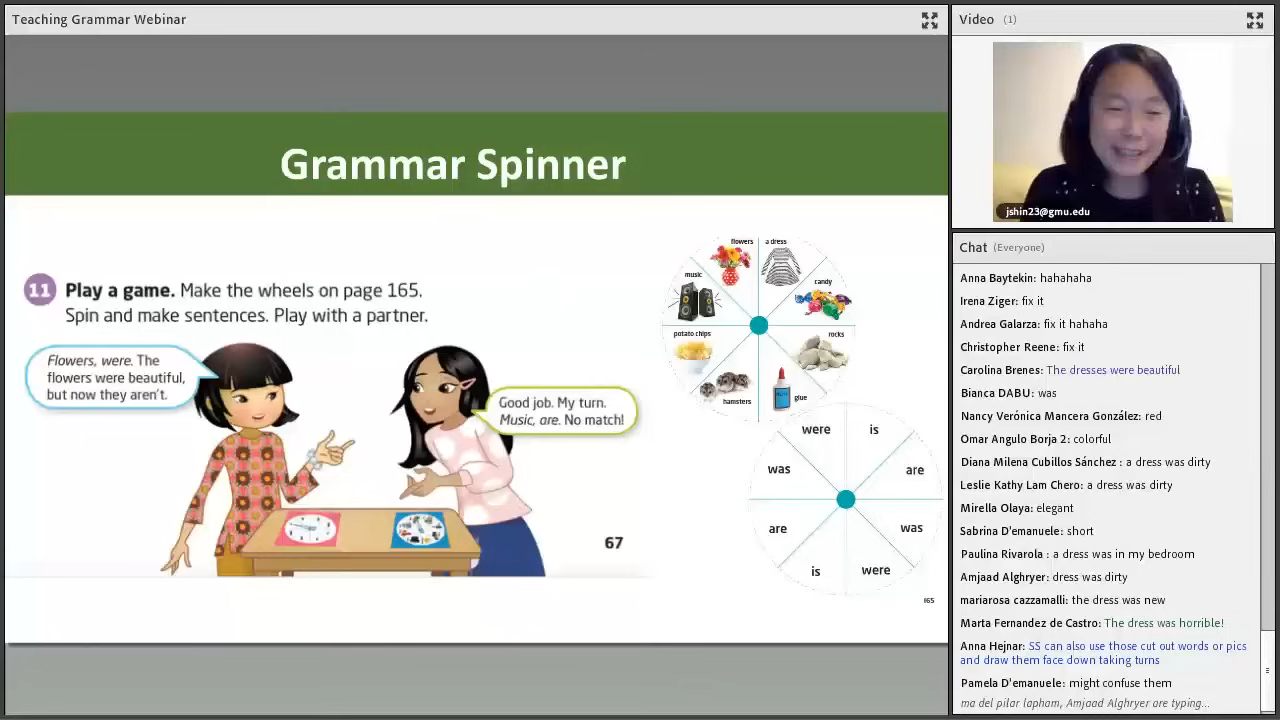 Teaching Grammar Webinar
Grammar Spinner
11 Play a game. Make the wheels on page 165.
Spin and make sentences. Play with a partner.
Flowers, were. The
flowers were beautiful,
but now they aren't.
Good job. My turn.
Music, are. No match!
67
flowers
a dress
music
candy
potato chips
rocks
hamsters
glue
were
is
was
are
are
was
is
were
165
Video (1)
jshin23@gmu.edu
Chat (Everyone)
Anna Baytekin: hahahaha
Irena Ziger: fix it
Andrea Galarza: fix it hahaha
Christopher Reene: fix it
Carolina Brenes: The dresses were beautiful
Bianca DABU: was
Nancy Verónica Mancera González: red
Omar Angulo Borja 2: colorful
Diana Milena Cubillos Sánchez : a dress was dirty
Leslie Kathy Lam Chero: a dress was dirty
Mirella Olaya: elegant
Sabrina D'emanuele: short
Paulina Rivarola : a dress was in my bedroom
Amjaad Alghryer: dress was dirty
mariarosa cazzamalli: the dress was new
Marta Fernandez de Castro: The dress was horrible!
Anna Hejnar: SS can also use those cut out words or pics
and draw them face down taking turns
Pamela D'emanuele: might confuse them
ma del pilar lapham, Amjaad Alghryer are typing...